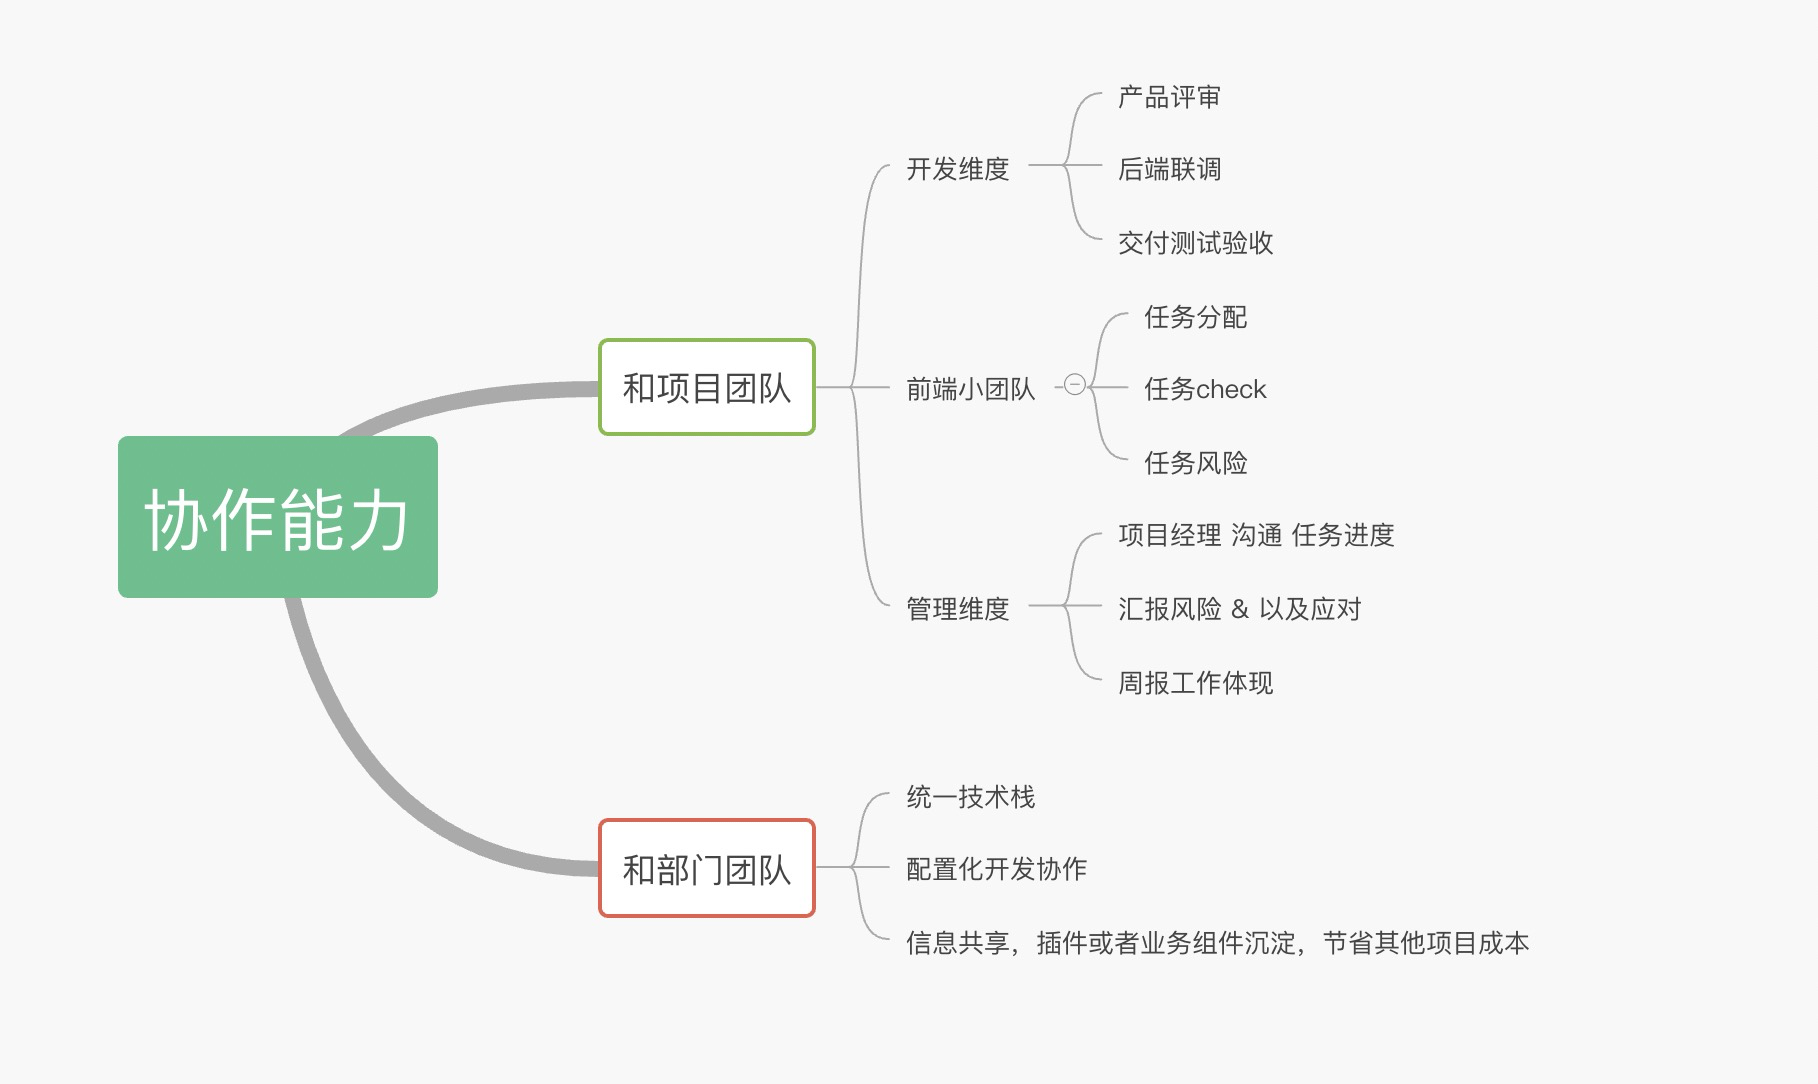 协作能力
和项目团队
开发维度
产品评审
后端联调
交付测试验收
前端小团队
任务分配
任务check
任务风险
管理维度
项目经理 沟通 任务进度
汇报风险 & 以及应对
周报工作体现
和部门团队
统一技术栈
配置化开发协作
信息共享，插件或者业务组件沉淀，节省其他项目成本